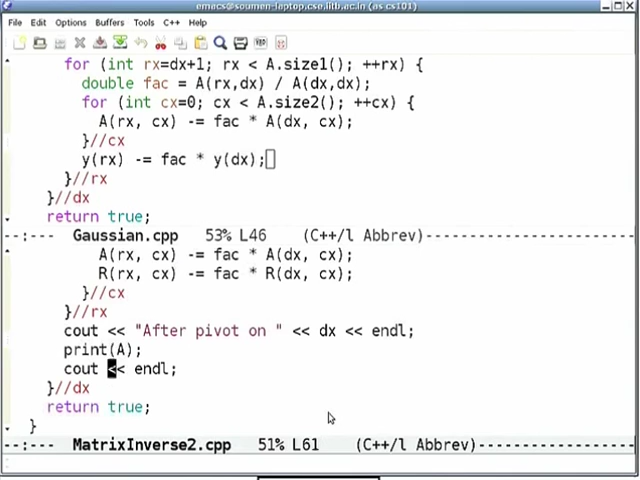 emacs@soumen-laptop.cse.iitb.ac.in (as cs101)
File Edit Options Buffers Tools C++ Help
for (int rx=dx+1; rx < A.size1(); ++rx) {
double fac = A(rx,dx) / A(dx,dx);
for (int cx=0; cx < A.size2(); ++cx) {
A(rx, cx) -= fac * A(dx, cx);
}//cx
y(rx) -= fac * y(dx);
}//rx
}//dx
return true;
--:--- Gaussian.cpp 53% L46 (C++/l Abbrev)
A(rx, cx) -= fac * A(dx, cx);
R(rx, cx) -= fac * R(dx, cx);
}//cx
}//rx
cout << "After pivot on " << dx << endl;
print(A);
cout << endl;
}//dx
return true;
}
--:--- MatrixInverse2.cpp 51% L61 (C++/l Abbrev)